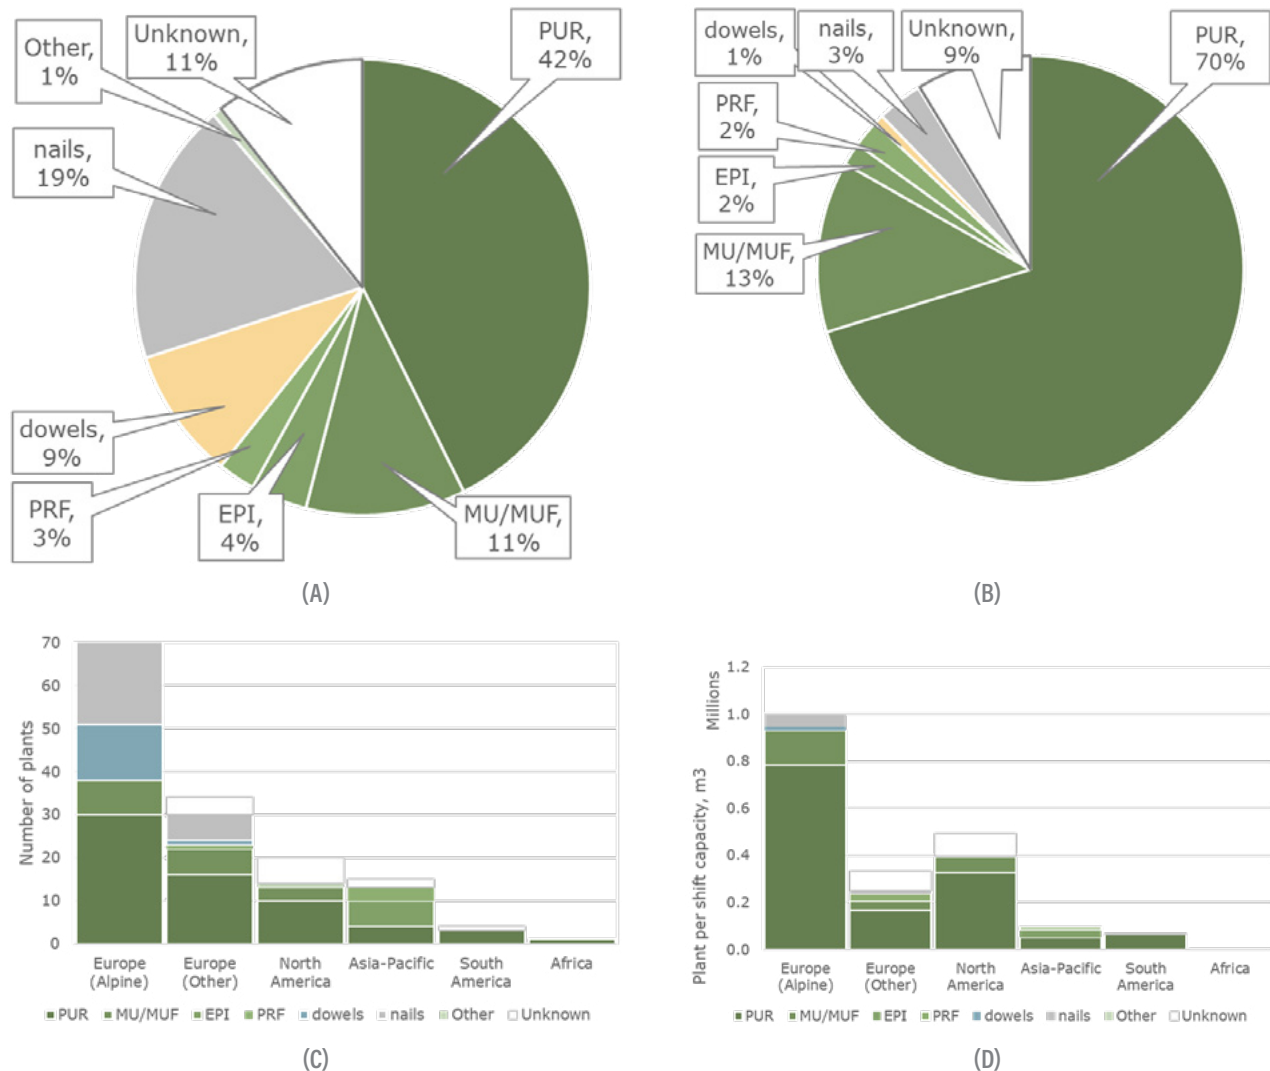 Other,
1%
Unknown,
11%
PUR,
42%
nails,
19%
dowels,
9%
PRF,
3%
EPI,
4%
MU/MUF,
11%
(A)
dowels,
1%
nails,
3%
Unknown,
9%
PUR,
70%
PRF,
2%
EPI,
2%
MU/MUF,
13%
(B)
Number of plants
70
60
50
40
30
20
10
0
Europe
(Alpine)
Europe
(Other)
North
America
Asia-Pacific
South
America
Africa
PUR MU/MUF EPI PRF dowels nails Other Unknown
(C)
Plant per shift capacity, m3
Millions
1.2
1.0
0.8
0.6
0.4
0.2
0.0
Europe
(Alpine)
Europe
(Other)
North
America
Asia-Pacific
South
America
Africa
PUR MU/MUF EPI PRF dowels nails Other Unknown
(D)